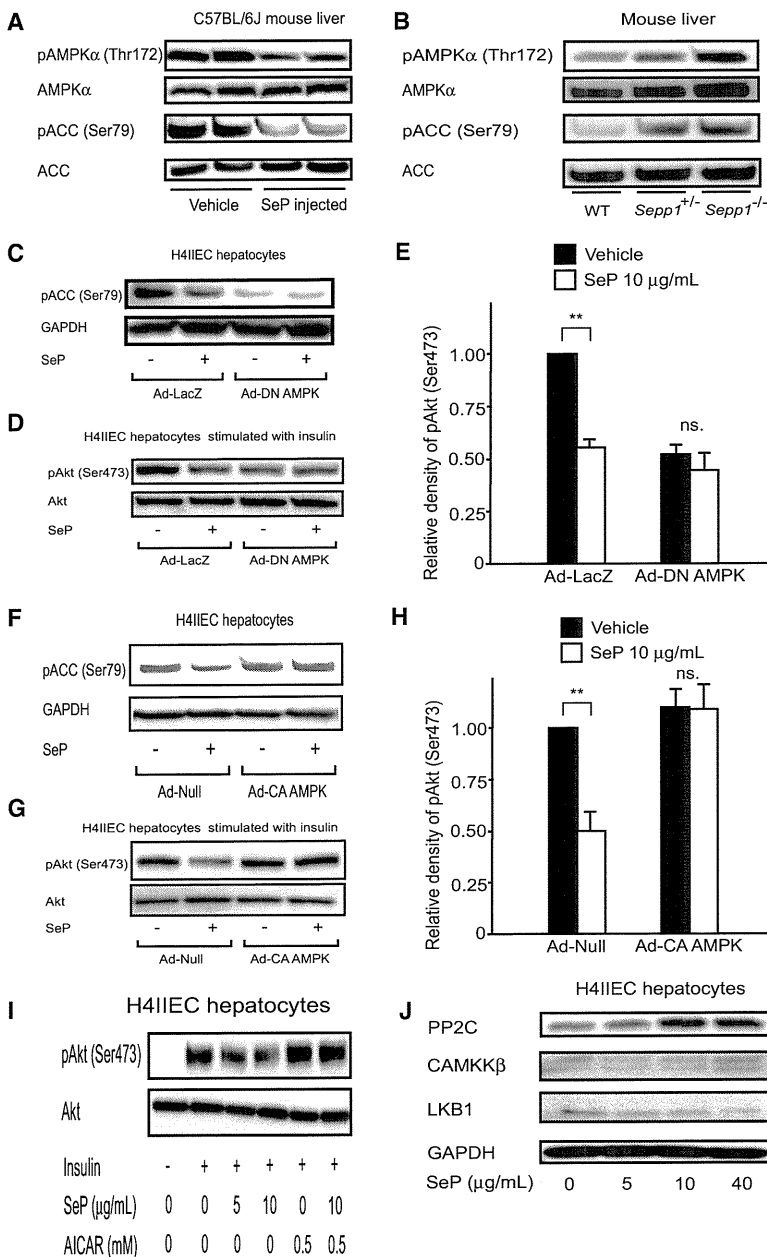 A
C57BL/6J mouse liver
pAMPKα (Thr172)
AMPKα
pACC (Ser79)
ACC
Vehicle SeP injected
B
Mouse liver
pAMPKα (Thr172)
AMPKα
pACC (Ser79)
ACC
WT Sepp1+/- Sepp1-/-
C
H4IIEC hepatocytes
pACC (Ser79)
GAPDH
SeP - + - +
Ad-LacZ Ad-DN AMPK
D
H4IIEC hepatocytes stimulated with insulin
pAkt (Ser473)
Akt
SeP - + - +
Ad-LacZ Ad-DN AMPK
E
Vehicle
SeP 10 μg/mL
Relative density of pAkt (Ser473)
1.00
0.75
0.50
0.25
0
**
ns.
Ad-LacZ Ad-DN AMPK
F
H4IIEC hepatocytes
pACC (Ser79)
GAPDH
SeP - + - +
Ad-Null Ad-CA AMPK
G
H4IIEC hepatocytes stimulated with insulin
pAkt (Ser473)
Akt
SeP - + - +
Ad-Null Ad-CA AMPK
H
Vehicle
SeP 10 μg/mL
Relative density of pAkt (Ser473)
1.00
0.75
0.50
0.25
0
**
ns.
Ad-Null Ad-CA AMPK
I
H4IIEC hepatocytes
pAkt (Ser473)
Akt
Insulin - + + + + +
SeP (μg/mL) 0 0 5 10 0 10
AICAR (mM) 0 0 0 0 0.5 0.5
J
H4IIEC hepatocytes
PP2C
CAMKKβ
LKB1
GAPDH
SeP (μg/mL) 0 5 10 40